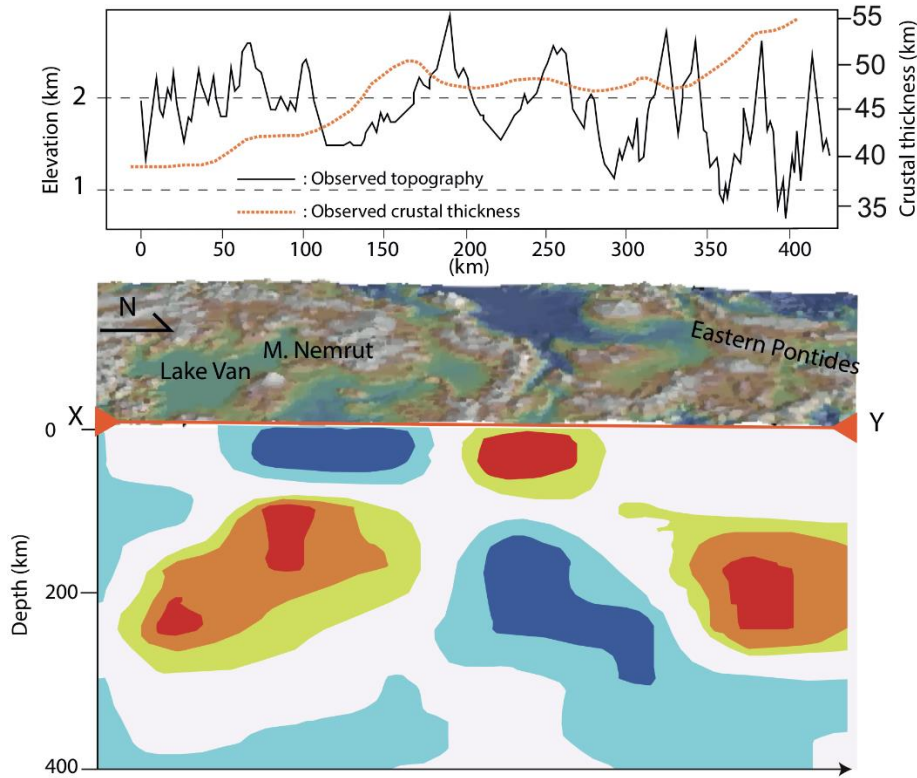 Elevation (km)
2
1
55
50
45
40
35
Crustal thickness (km)
: Observed topography
: Observed crustal thickness
0 50 100 150 200 250 300 350 400
(km)
N
Lake Van
M. Nemrut
Eastern Pontides
X
Y
0
200
400
Depth (km)